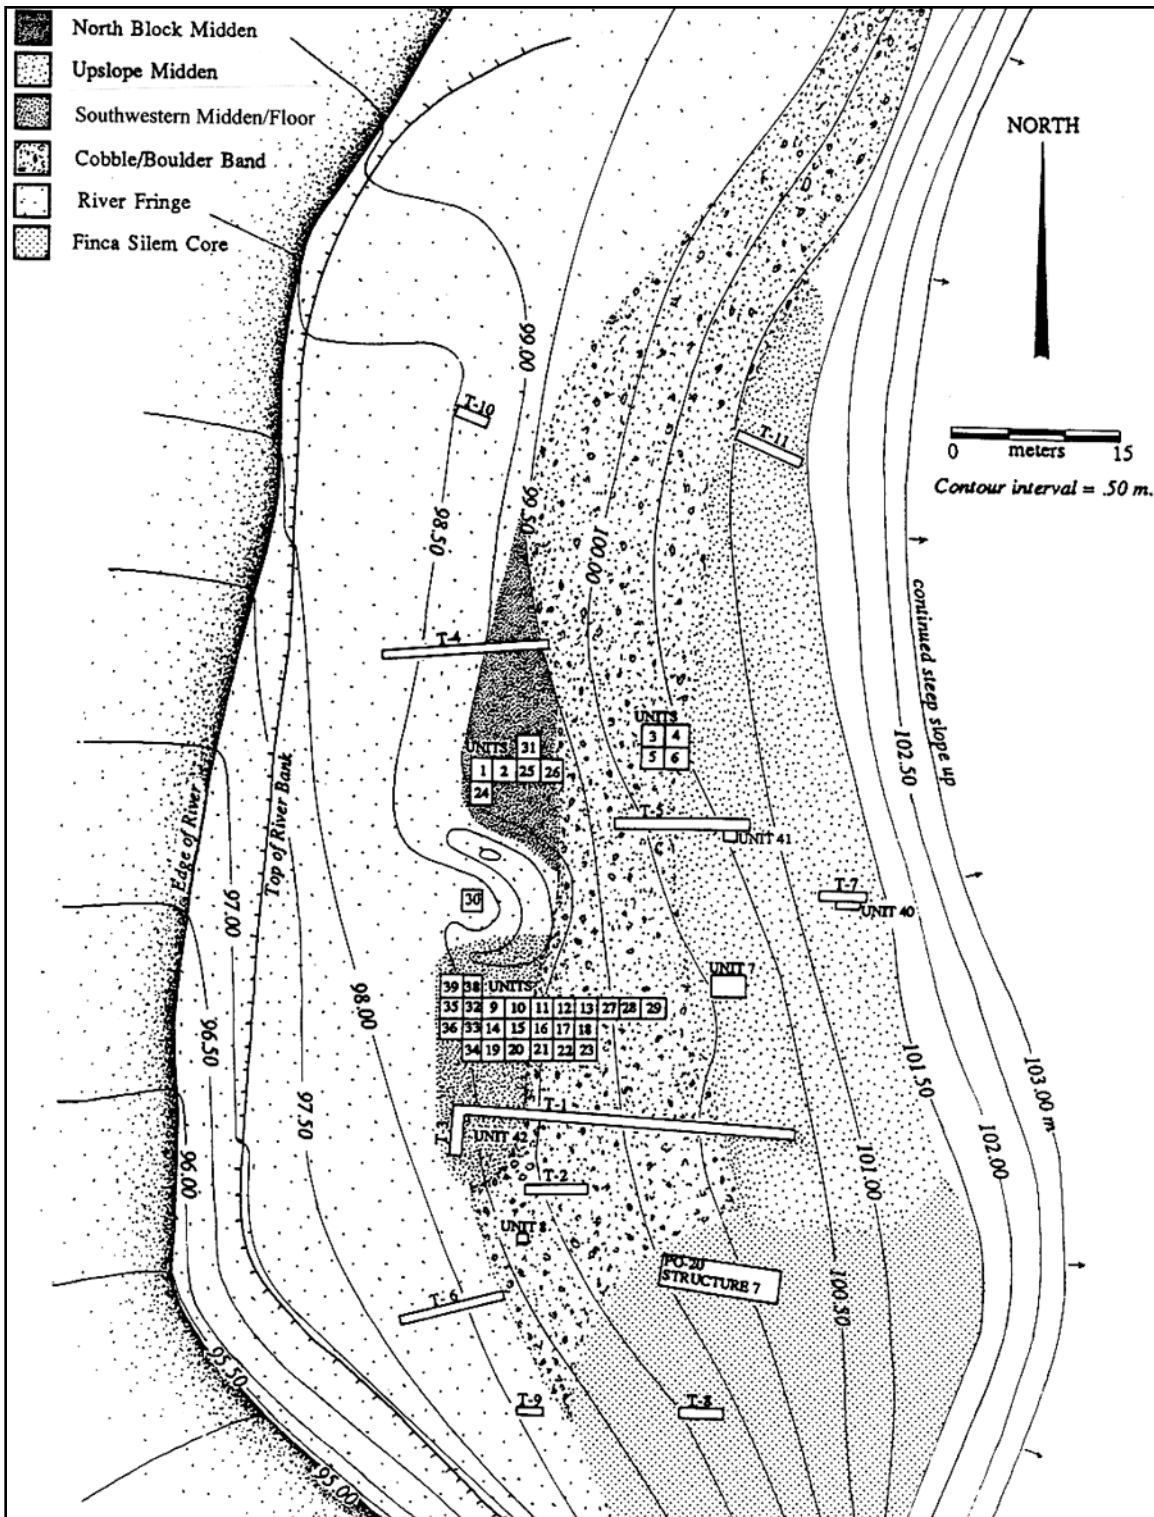 North Block Midden
Upslope Midden
Southwestern Midden/Floor
Cobble/Boulder Band
River Fringe
Finca Silem Core
NORTH
0 meters 15
Contour interval = .50 m.
99.00
T-10
T-11
99.50
98.50
100.00
continued steep slope up
T-4
UNITS
3 4
5 6
UNITS 31
1 2 25 26
24
102.50
T-5
UNIT 41
Edge of River
Top of River Bank
T-7
UNIT 40
30
97.00
UNIT 7
98.00
39 38 UNITS
35 32 9 10 11 12 13 27 28 29
36 33 14 15 16 17 18
34 19 20 21 22 23
96.50
101.50
103.00 m
97.50
T-1
T-3
UNIT 42
102.00
96.00
T-2
101.00
UNIT 8
PO-20
STRUCTURE 7
100.50
T-6
95.50
T-9
T-8
95.00